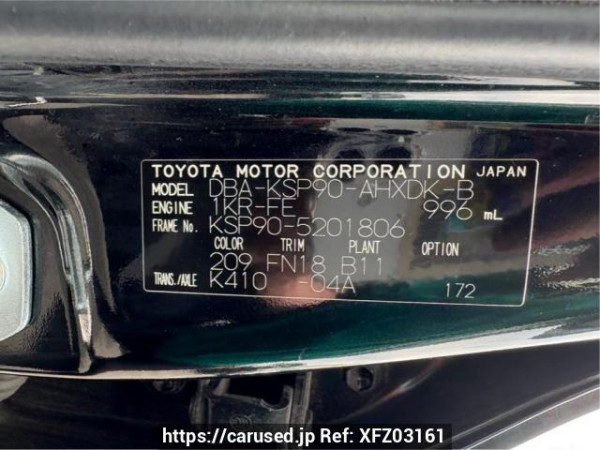 TOYOTA MOTOR CORPORATION JAPAN
MODEL DBA-KSP90-AHXDK-B
ENGINE 1KR-FE 996 mL
FRAME No. KSP90-5201806
COLOR TRIM PLANT OPTION
209 FN18 B11
TRANS./AXLE K410 -04A 172
https://carused.jp Ref: XFZ03161